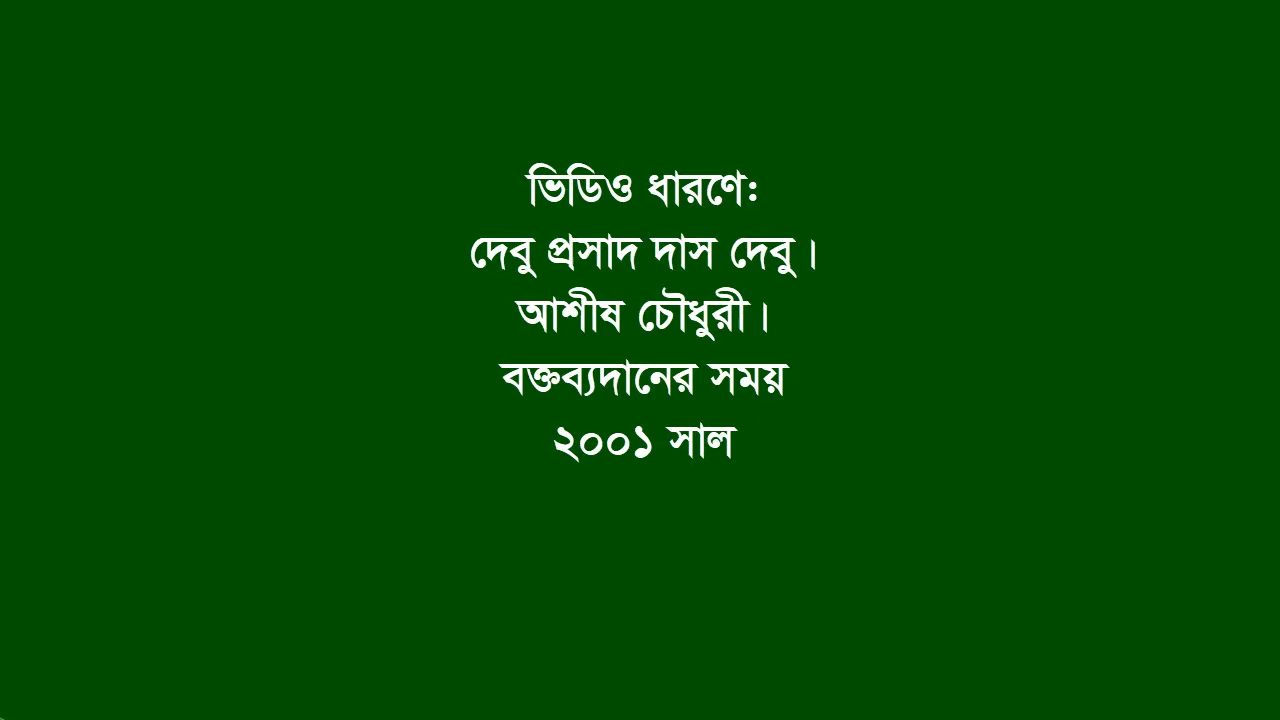 ভিডিও ধারণে:
দেবু প্রসাদ দাস দেবু।
আশীষ চৌধুরী।
বক্তব্যদানের সময়
২০০১ সাল